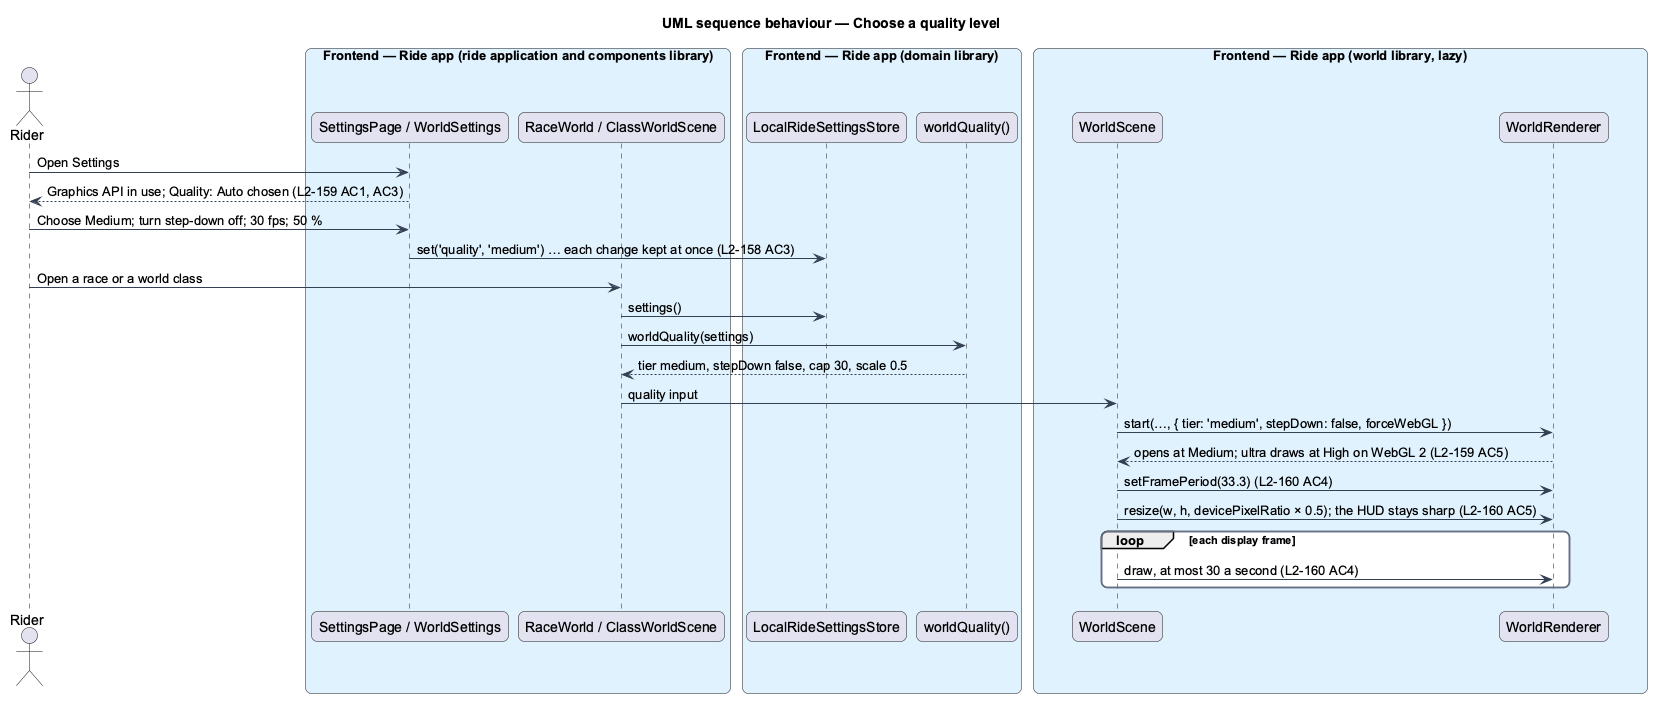 UML sequence behaviour — Choose a quality level
Frontend — Ride app (ride application and components library)
Frontend — Ride app (domain library)
Frontend — Ride app (world library, lazy)
Rider
SettingsPage / WorldSettings
RaceWorld / ClassWorldScene
LocalRideSettingsStore
worldQuality()
WorldScene
WorldRenderer
Open Settings
Graphics API in use; Quality: Auto chosen (L2-159 AC1, AC3)
Choose Medium; turn step-down off; 30 fps; 50 %
set('quality', 'medium') … each change kept at once (L2-158 AC3)
Open a race or a world class
settings()
worldQuality(settings)
tier medium, stepDown false, cap 30, scale 0.5
quality input
start(…, { tier: 'medium', stepDown: false, forceWebGL })
opens at Medium; ultra draws at High on WebGL 2 (L2-159 AC5)
setFramePeriod(33.3) (L2-160 AC4)
resize(w, h, devicePixelRatio × 0.5); the HUD stays sharp (L2-160 AC5)
loop
[each display frame]
draw, at most 30 a second (L2-160 AC4)
Rider
SettingsPage / WorldSettings
RaceWorld / ClassWorldScene
LocalRideSettingsStore
worldQuality()
WorldScene
WorldRenderer